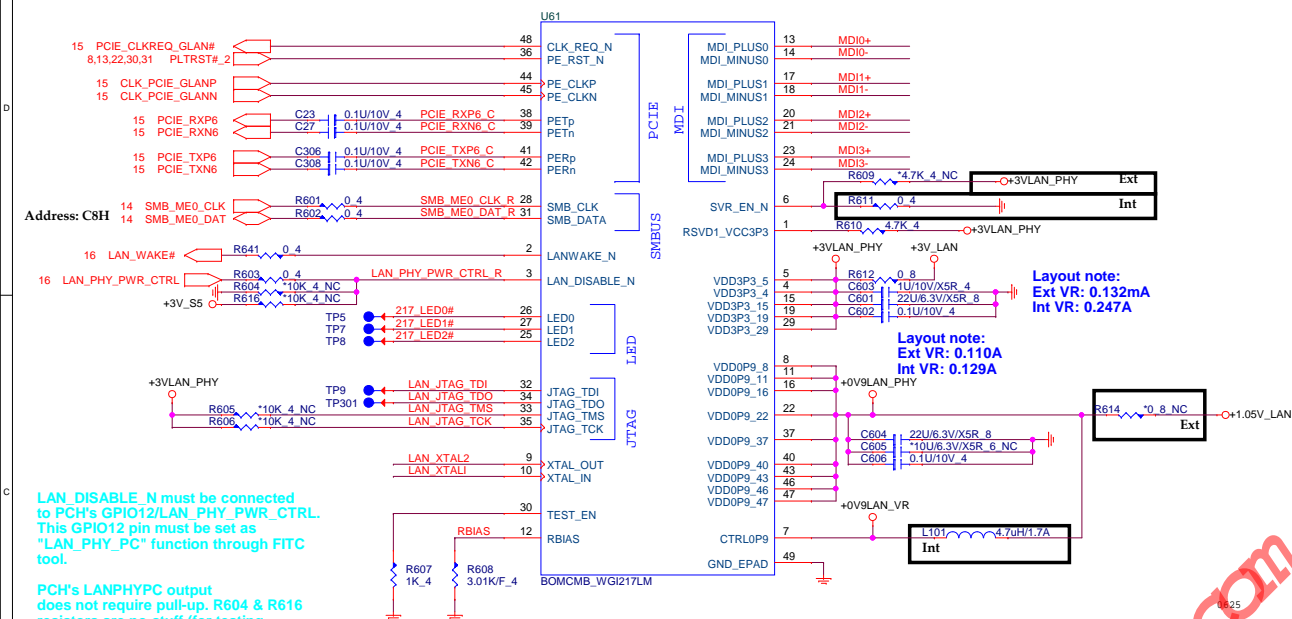 U61
15 PCIE_CLKREQ_GLAN# 48 CLK_REQ_N
8,13,22,30,31 PLTRST#_2 36 PE_RST_N
15 CLK_PCIE_GLANP 44 PE_CLKP
15 CLK_PCIE_GLANN 45 PE_CLKN
15 PCIE_RXP6 C23 0.1U/10V_4 PCIE_RXP6_C 38 PETp
15 PCIE_RXN6 C27 0.1U/10V_4 PCIE_RXN6_C 39 PETn
15 PCIE_TXP6 C306 0.1U/10V_4 PCIE_TXP6_C 41 PERp
15 PCIE_TXN6 C308 0.1U/10V_4 PCIE_TXN6_C 42 PERn
PCIE
MDI
MDI_PLUS0 13 MDI0+
MDI_MINUS0 14 MDI0-
MDI_PLUS1 17 MDI1+
MDI_MINUS1 18 MDI1-
MDI_PLUS2 20 MDI2+
MDI_MINUS2 21 MDI2-
MDI_PLUS3 23 MDI3+
MDI_MINUS3 24 MDI3-
Address: C8H
14 SMB_ME0_CLK R601 0_4 SMB_ME0_CLK_R 28 SMB_CLK
14 SMB_ME0_DAT R602 0_4 SMB_ME0_DAT_R 31 SMB_DATA
SMBUS
R609 *4.7K_4_NC +3VLAN_PHY Ext
SVR_EN_N 6 R611 0_4 Int
RSVD1_VCC3P3 1 R610 4.7K_4 +3VLAN_PHY
16 LAN_WAKE# R641 0_4 2 LANWAKE_N
16 LAN_PHY_PWR_CTRL R603 0_4 LAN_PHY_PWR_CTRL_R 3 LAN_DISABLE_N
R604 *10K_4_NC
+3V_S5 R616 *10K_4_NC
+3VLAN_PHY +3V_LAN
VDD3P3_5 5 R612 0_8
VDD3P3_4 4 C603 1U/10V/X5R_4
VDD3P3_15 15 C601 22U/6.3V/X5R_8
VDD3P3_19 19 C602 0.1U/10V_4
VDD3P3_29 29
Layout note:
Ext VR: 0.132mA
Int VR: 0.247A
TP5 217_LED0# 26 LED0
TP7 217_LED1# 27 LED1
TP8 217_LED2# 25 LED2
LED
Layout note:
Ext VR: 0.110A
Int VR: 0.129A
+3VLAN_PHY
TP9 LAN_JTAG_TDI 32 JTAG_TDI
TP301 LAN_JTAG_TDO 34 JTAG_TDO
R605 *10K_4_NC LAN_JTAG_TMS 33 JTAG_TMS
R606 *10K_4_NC LAN_JTAG_TCK 35 JTAG_TCK
JTAG
VDD0P9_8 8
VDD0P9_11 11
VDD0P9_16 16
+0V9LAN_PHY
VDD0P9_22 22 R614 *0_8_NC +1.05V_LAN
Ext
VDD0P9_37 37 C604 22U/6.3V/X5R_8
C605 *10U/6.3V/X5R_6_NC
C606 0.1U/10V_4
VDD0P9_40 40
VDD0P9_43 43
VDD0P9_46 46
VDD0P9_47 47
LAN_XTAL2 9 XTAL_OUT
LAN_XTALI 10 XTAL_IN
30 TEST_EN
RBIAS 12 RBIAS
+0V9LAN_VR
CTRL0P9 7 L101 4.7uH/1.7A
Int
GND_EPAD 49
R607
1K_4
R608
3.01K/F_4
BOMCMB_WGI217LM
LAN_DISABLE_N must be connected
to PCH's GPIO12/LAN_PHY_PWR_CTRL.
This GPIO12 pin must be set as
"LAN_PHY_PC" function through FITC
tool.
PCH's LANPHYPC output
does not require pull-up. R604 & R616
D
C
com